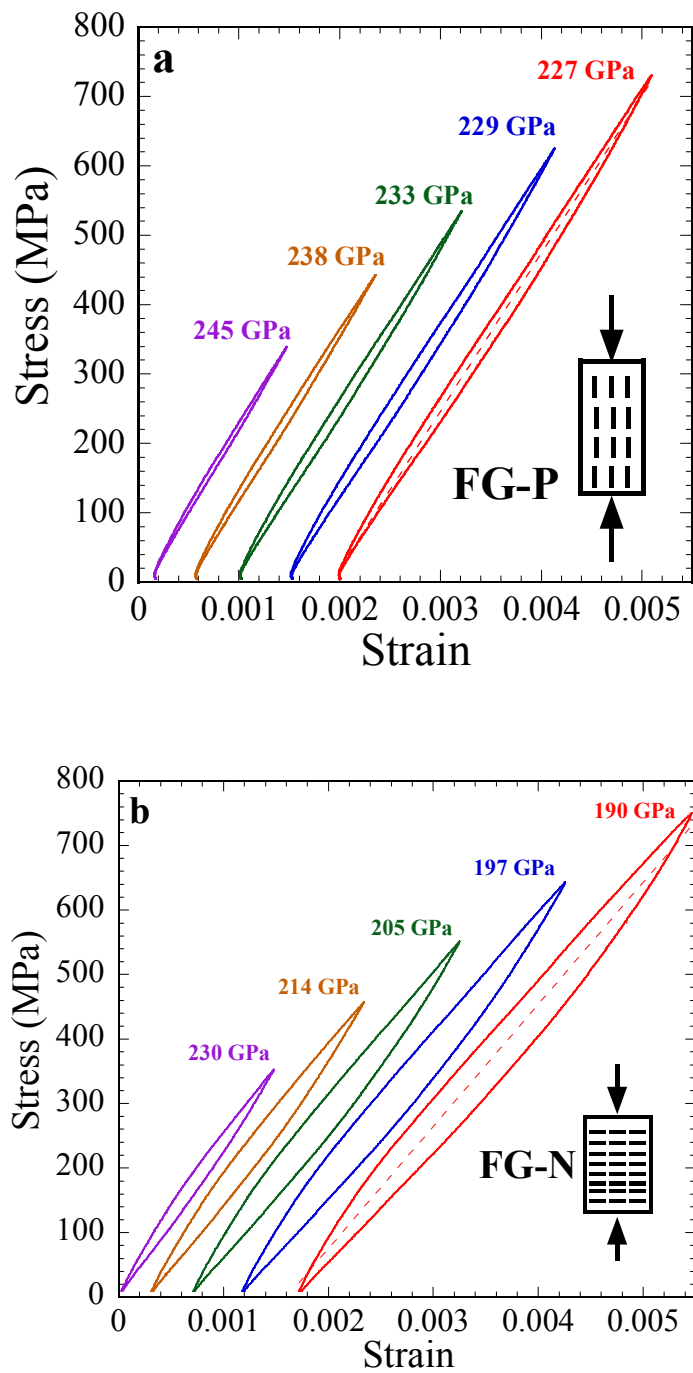 a
800
700
600
500
400
300
200
100
0
Stress (MPa)
227 GPa
229 GPa
233 GPa
238 GPa
245 GPa
FG-P
0 0.001 0.002 0.003 0.004 0.005
Strain
b
800
700
600
500
400
300
200
100
0
Stress (MPa)
190 GPa
197 GPa
205 GPa
214 GPa
230 GPa
FG-N
0 0.001 0.002 0.003 0.004 0.005
Strain